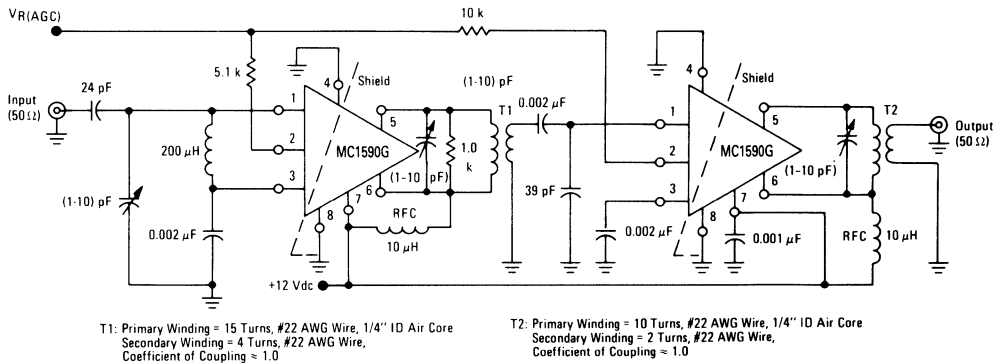 VR(AGC)
10 k
5.1 k
4
Shield
(1-10) pF
4
Shield
24 pF
Input
(50Ω)
1
5
T1
0.002 μF
1
5
T2
Output
(50Ω)
200 μH
2
MC1590G
1.0
k
2
MC1590G
(1-10 pF)
(1-10) pF
3
6
7
(1-10 pF)
39 pF
3
6
7
8
RFC
10 μH
8
0.002 μF
0.002 μF
0.001 μF
RFC
10 μH
+12 Vdc
T1: Primary Winding = 15 Turns, #22 AWG Wire, 1/4" ID Air Core
Secondary Winding = 4 Turns, #22 AWG Wire,
Coefficient of Coupling ≈ 1.0
T2: Primary Winding = 10 Turns, #22 AWG Wire, 1/4" ID Air Core
Secondary Winding = 2 Turns, #22 AWG Wire,
Coefficient of Coupling ≈ 1.0